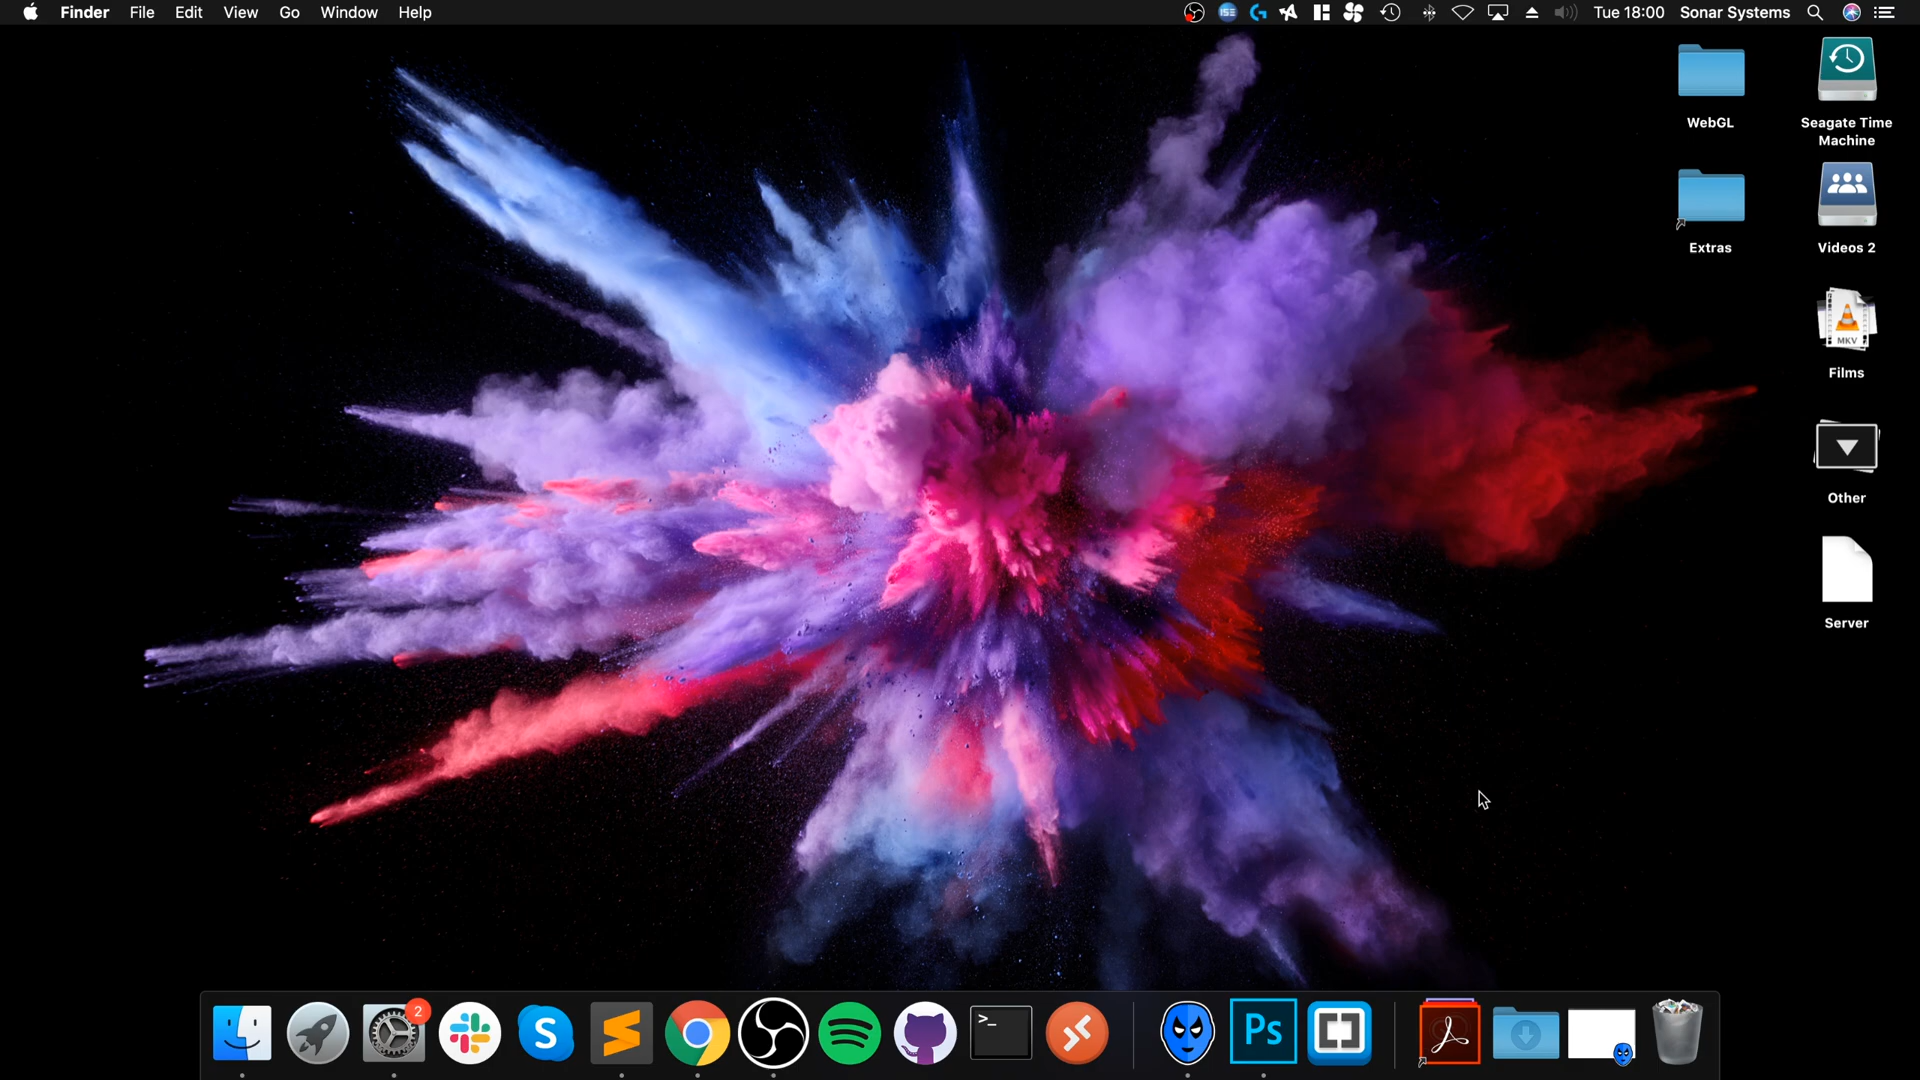 Finder File Edit View Go Window Help
ISE
Tue 18:00 Sonar Systems
WebGL
Seagate Time
Machine
Extras
Videos 2
MKV
Films
Other
Server
2
S
>_
Ps